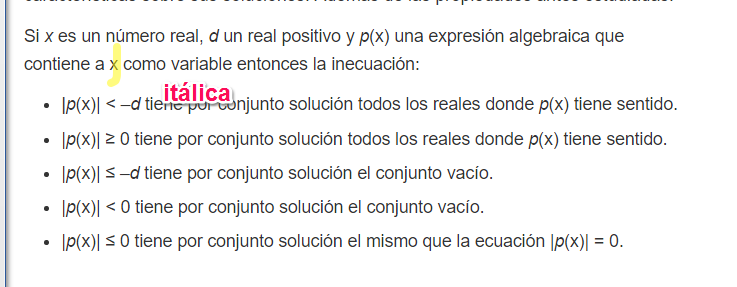 Si x es un número real, d un real positivo y p(x) una expresión algebraica que
contiene a x como variable entonces la inecuación:
itálica
• |p(x)| < –d tiene por conjunto solución todos los reales donde p(x) tiene sentido.
• |p(x)| ≥ 0 tiene por conjunto solución todos los reales donde p(x) tiene sentido.
• |p(x)| ≤ –d tiene por conjunto solución el conjunto vacío.
• |p(x)| < 0 tiene por conjunto solución el conjunto vacío.
• |p(x)| ≤ 0 tiene por conjunto solución el mismo que la ecuación |p(x)| = 0.